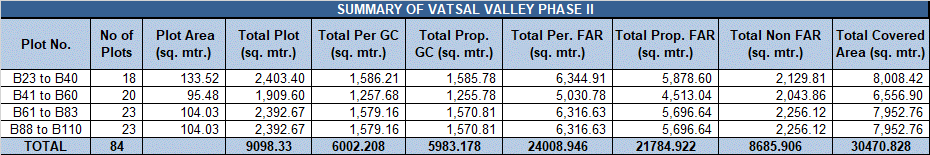 SUMMARY OF VATSAL VALLEY PHASE II
Plot No. No of Plots Plot Area (sq. mtr.) Total Plot (sq. mtr.) Total Per GC (sq. mtr.) Total Prop. GC (sq. mtr.) Total Per. FAR (sq. mtr.) Total Prop. FAR (sq. mtr.) Total Non FAR (sq. mtr.) Total Covered Area (Sq. mtr.)
B23 to B40 18 133.52 2,403.40 1,586.21 1,585.78 6,344.91 5,878.60 2,129.81 8,008.42
B41 to B60 20 95.48 1,909.60 1,257.68 1,255.78 5,030.78 4,513.04 2,043.86 6,556.90
B61 to B83 23 104.03 2,392.67 1,579.16 1,570.81 6,316.63 5,696.64 2,256.12 7,952.76
B88 to B110 23 104.03 2,392.67 1,579.16 1,570.81 6,316.63 5,696.64 2,256.12 7,952.76
TOTAL 84 9098.33 6002.208 5983.178 24008.946 21784.922 8685.906 30470.828